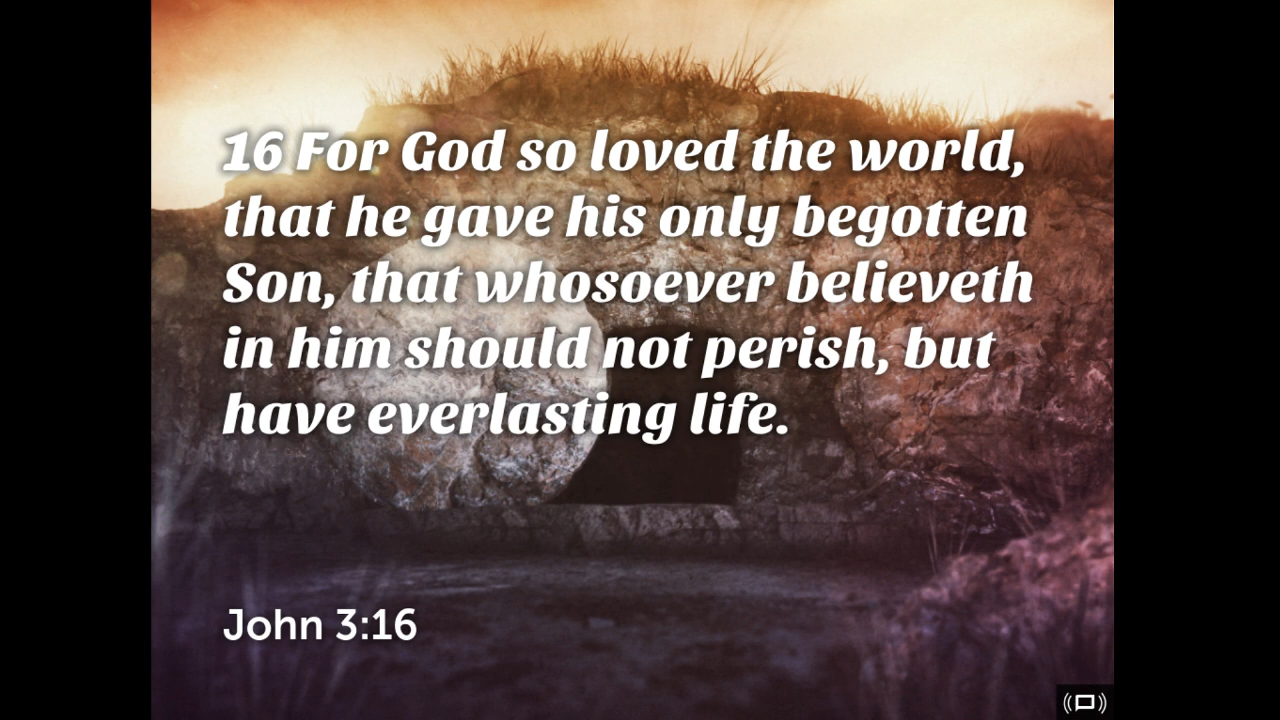 16 For God so loved the world,
that he gave his only begotten
Son, that whosoever believeth
in him should not perish, but
have everlasting life.
John 3:16